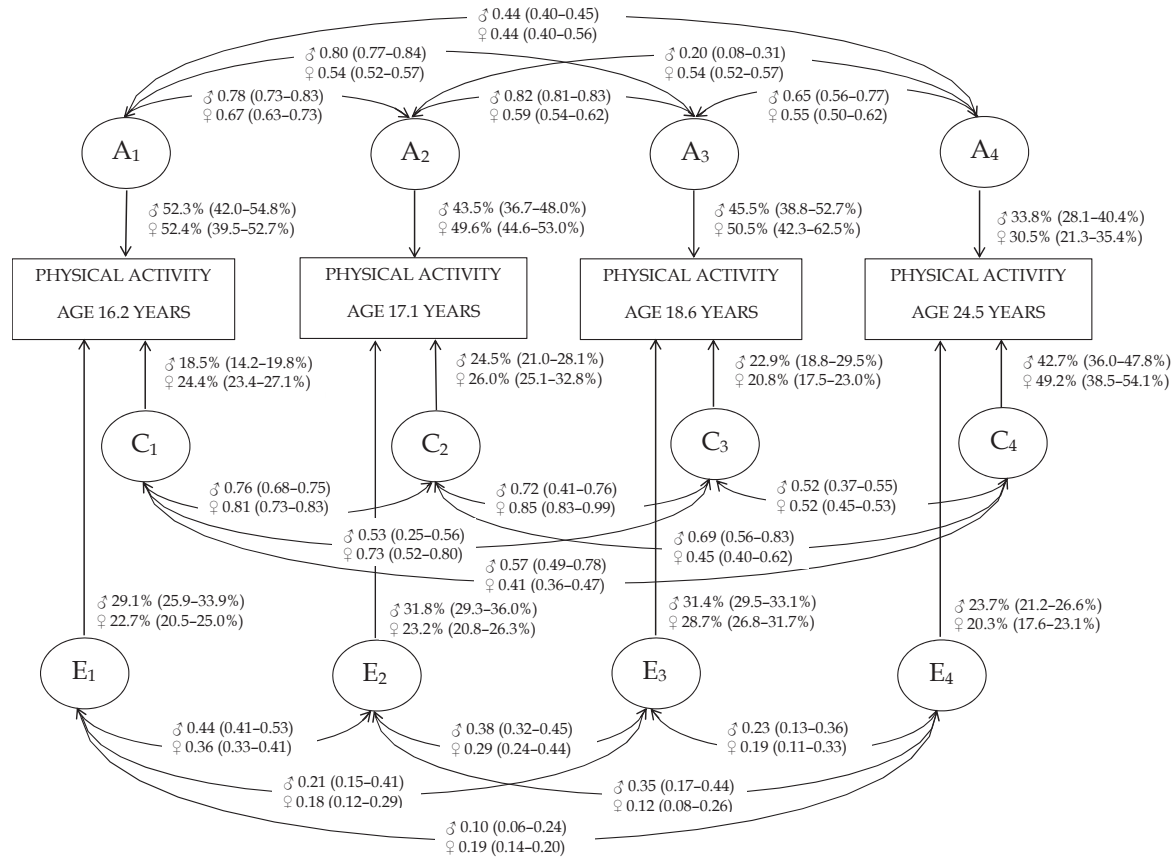 ♂ 0.44 (0.40–0.45)
♀ 0.44 (0.40–0.56)
♂ 0.80 (0.77–0.84)
♀ 0.54 (0.52–0.57)
♂ 0.20 (0.08–0.31)
♀ 0.54 (0.52–0.57)
♂ 0.78 (0.73–0.83)
♀ 0.67 (0.63–0.73)
♂ 0.82 (0.81–0.83)
♀ 0.59 (0.54–0.62)
♂ 0.65 (0.56–0.77)
♀ 0.55 (0.50–0.62)
A1
A2
A3
A4
♂ 52.3% (42.0–54.8%)
♀ 52.4% (39.5–52.7%)
♂ 43.5% (36.7–48.0%)
♀ 49.6% (44.6–53.0%)
♂ 45.5% (38.8–52.7%)
♀ 50.5% (42.3–62.5%)
♂ 33.8% (28.1–40.4%)
♀ 30.5% (21.3–35.4%)
PHYSICAL ACTIVITY
AGE 16.2 YEARS
PHYSICAL ACTIVITY
AGE 17.1 YEARS
PHYSICAL ACTIVITY
AGE 18.6 YEARS
PHYSICAL ACTIVITY
AGE 24.5 YEARS
♂ 18.5% (14.2–19.8%)
♀ 24.4% (23.4–27.1%)
♂ 24.5% (21.0–28.1%)
♀ 26.0% (25.1–32.8%)
♂ 22.9% (18.8–29.5%)
♀ 20.8% (17.5–23.0%)
♂ 42.7% (36.0–47.8%)
♀ 49.2% (38.5–54.1%)
C1
C2
C3
C4
♂ 0.76 (0.68–0.75)
♀ 0.81 (0.73–0.83)
♂ 0.72 (0.41–0.76)
♀ 0.85 (0.83–0.99)
♂ 0.52 (0.37–0.55)
♀ 0.52 (0.45–0.53)
♂ 0.53 (0.25–0.56)
♀ 0.73 (0.52–0.80)
♂ 0.69 (0.56–0.83)
♀ 0.45 (0.40–0.62)
♂ 0.57 (0.49–0.78)
♀ 0.41 (0.36–0.47)
♂ 29.1% (25.9–33.9%)
♀ 22.7% (20.5–25.0%)
♂ 31.8% (29.3–36.0%)
♀ 23.2% (20.8–26.3%)
♂ 31.4% (29.5–33.1%)
♀ 28.7% (26.8–31.7%)
♂ 23.7% (21.2–26.6%)
♀ 20.3% (17.6–23.1%)
E1
E2
E3
E4
♂ 0.44 (0.41–0.53)
♀ 0.36 (0.33–0.41)
♂ 0.38 (0.32–0.45)
♀ 0.29 (0.24–0.44)
♂ 0.23 (0.13–0.36)
♀ 0.19 (0.11–0.33)
♂ 0.21 (0.15–0.41)
♀ 0.18 (0.12–0.29)
♂ 0.35 (0.17–0.44)
♀ 0.12 (0.08–0.26)
♂ 0.10 (0.06–0.24)
♀ 0.19 (0.14–0.20)